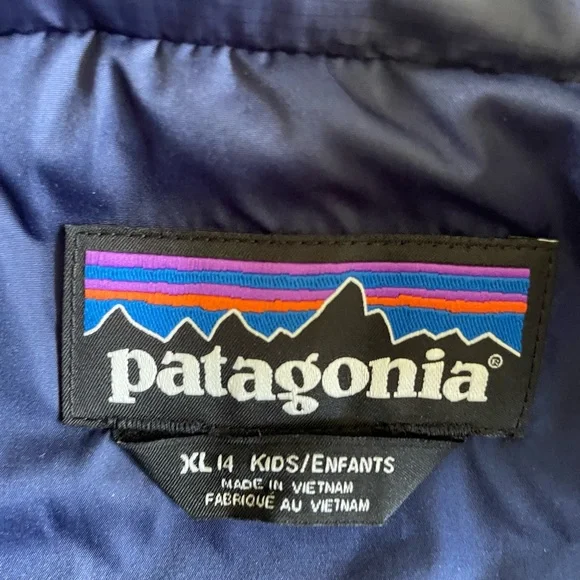 patagonia®
XL 14 KIDS/ENFANTS
MADE IN VIETNAM
FABRIQUÉ AU VIETNAM